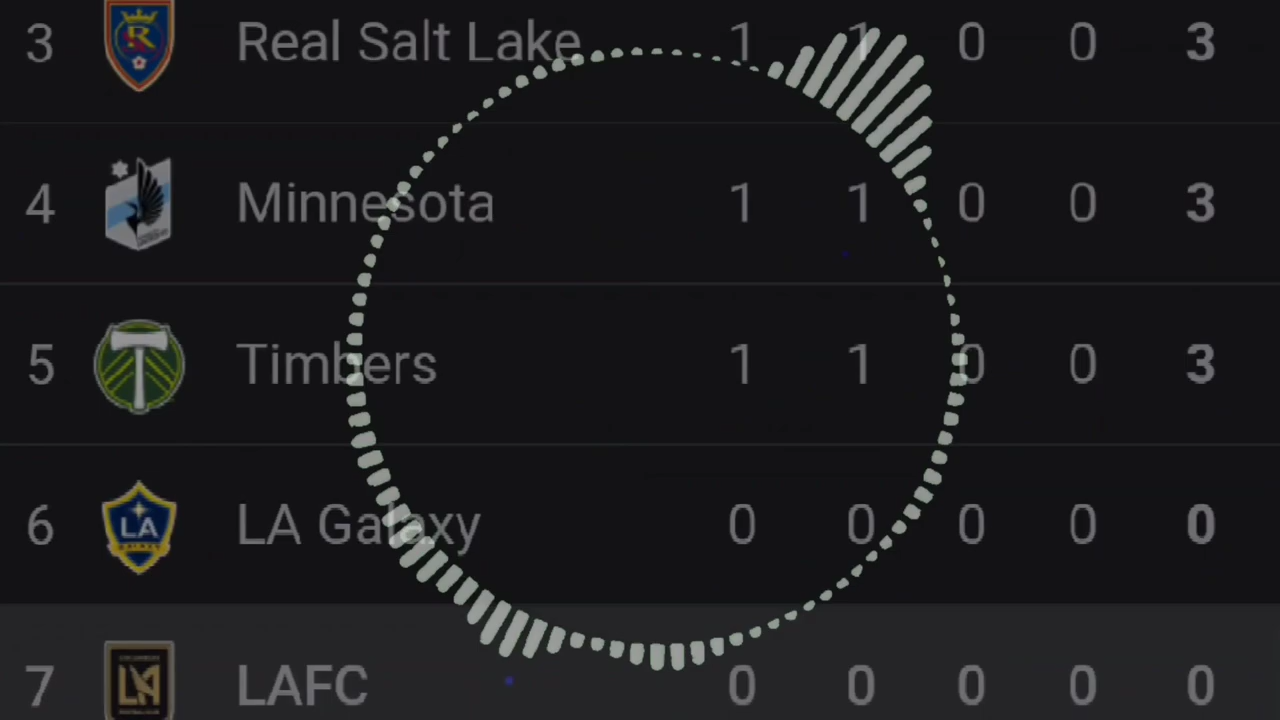 3 R Real Salt Lake 1 1 0 0 3
4 Minnesota 1 1 0 0 3
5 Timbers 1 1 0 0 3
6 LA Galaxy 0 0 0 0 0
7 LA LAFC 0 0 0 0 0